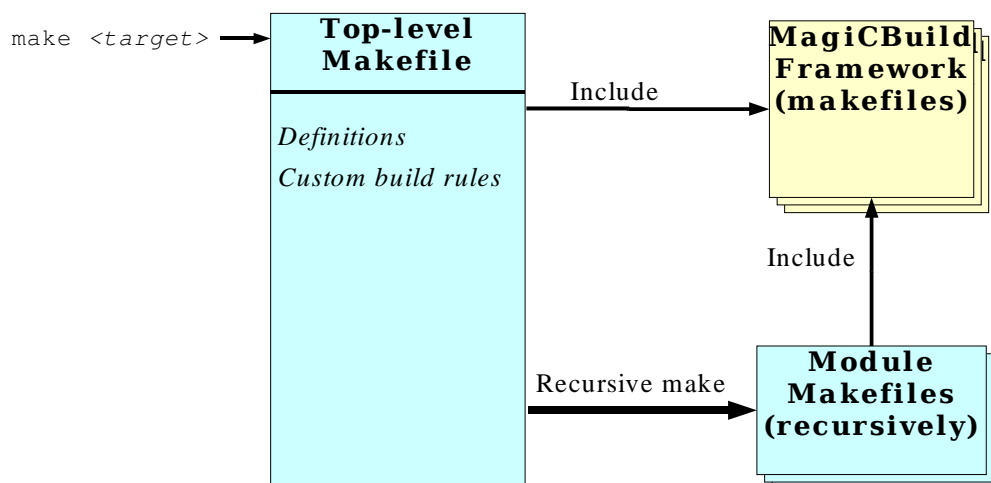 make <target>
Top-level
Makefile
Definitions
Custom build rules
Include
MagiCBuild
Framework
(makefiles)
Include
Recursive make
Module
Makefiles
(recursively)